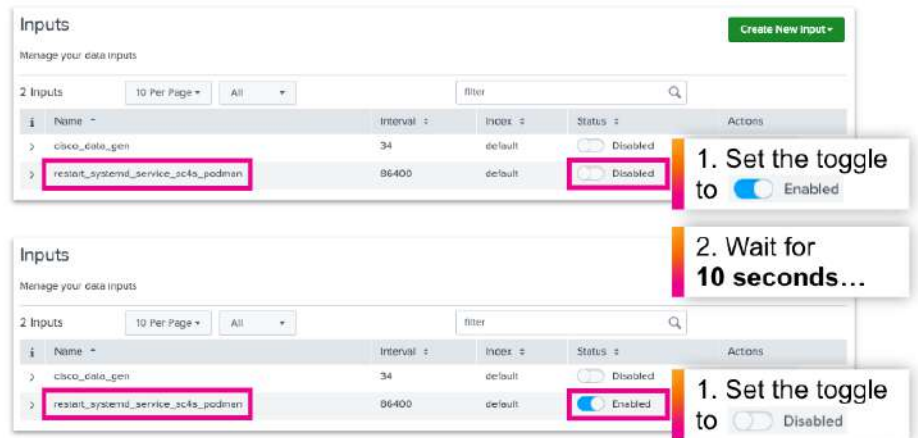 Inputs
Create New Input
Manage your data inputs
2 Inputs 10 Per Page All filter
i Name Interval Index Status Actions
cisco_data_gen 34 default Disabled
restart_systemd_service_sc4s_podman 86400 default Disabled
1. Set the toggle
to Enabled
2. Wait for
10 seconds...
Inputs
Manage your data inputs
2 Inputs 10 Per Page All filter
i Name Interval Index Status Actions
cisco_data_gen 34 default Disabled
restart_systemd_service_sc4s_podman 86400 default Enabled
1. Set the toggle
to Disabled